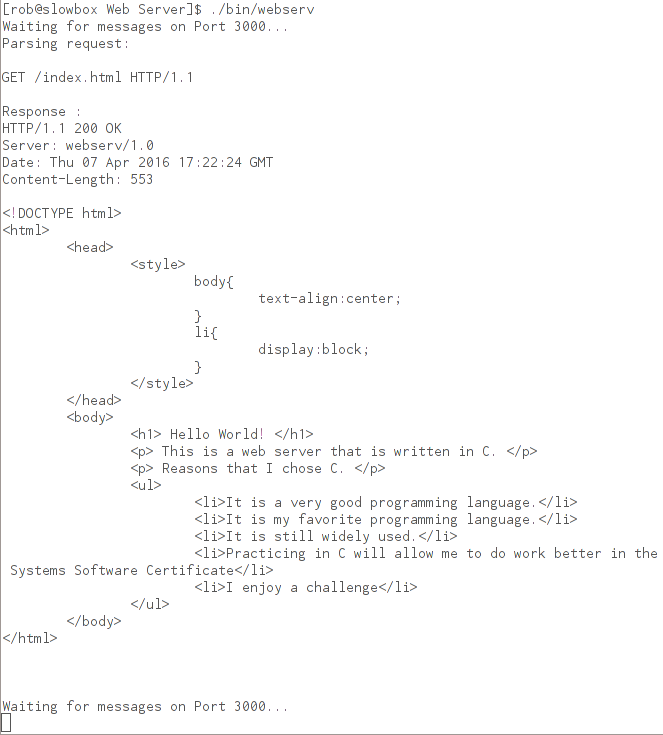 [rob@slowbox Web Server]$ ./bin/webserv
Waiting for messages on Port 3000...
Parsing request:
GET /index.html HTTP/1.1
Response :
HTTP/1.1 200 OK
Server: webserv/1.0
Date: Thu 07 Apr 2016 17:22:24 GMT
Content-Length: 553
<!DOCTYPE html>
<html>
<head>
<style>
body{
text-align:center;
}
li{
display:block;
}
</style>
</head>
<body>
<h1> Hello World! </h1>
<p> This is a web server that is written in C. </p>
<p> Reasons that I chose C. </p>
<ul>
<li>It is a very good programming language.</li>
<li>It is my favorite programming language.</li>
<li>It is still widely used.</li>
<li>Practicing in C will allow me to do work better in the
Systems Software Certificate</li>
<li>I enjoy a challenge</li>
</ul>
</body>
</html>
Waiting for messages on Port 3000...